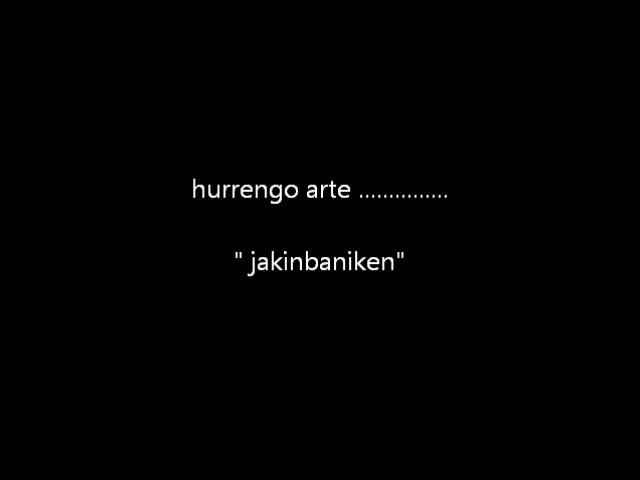 hurrengo arte ...............
" jakinbaniken"